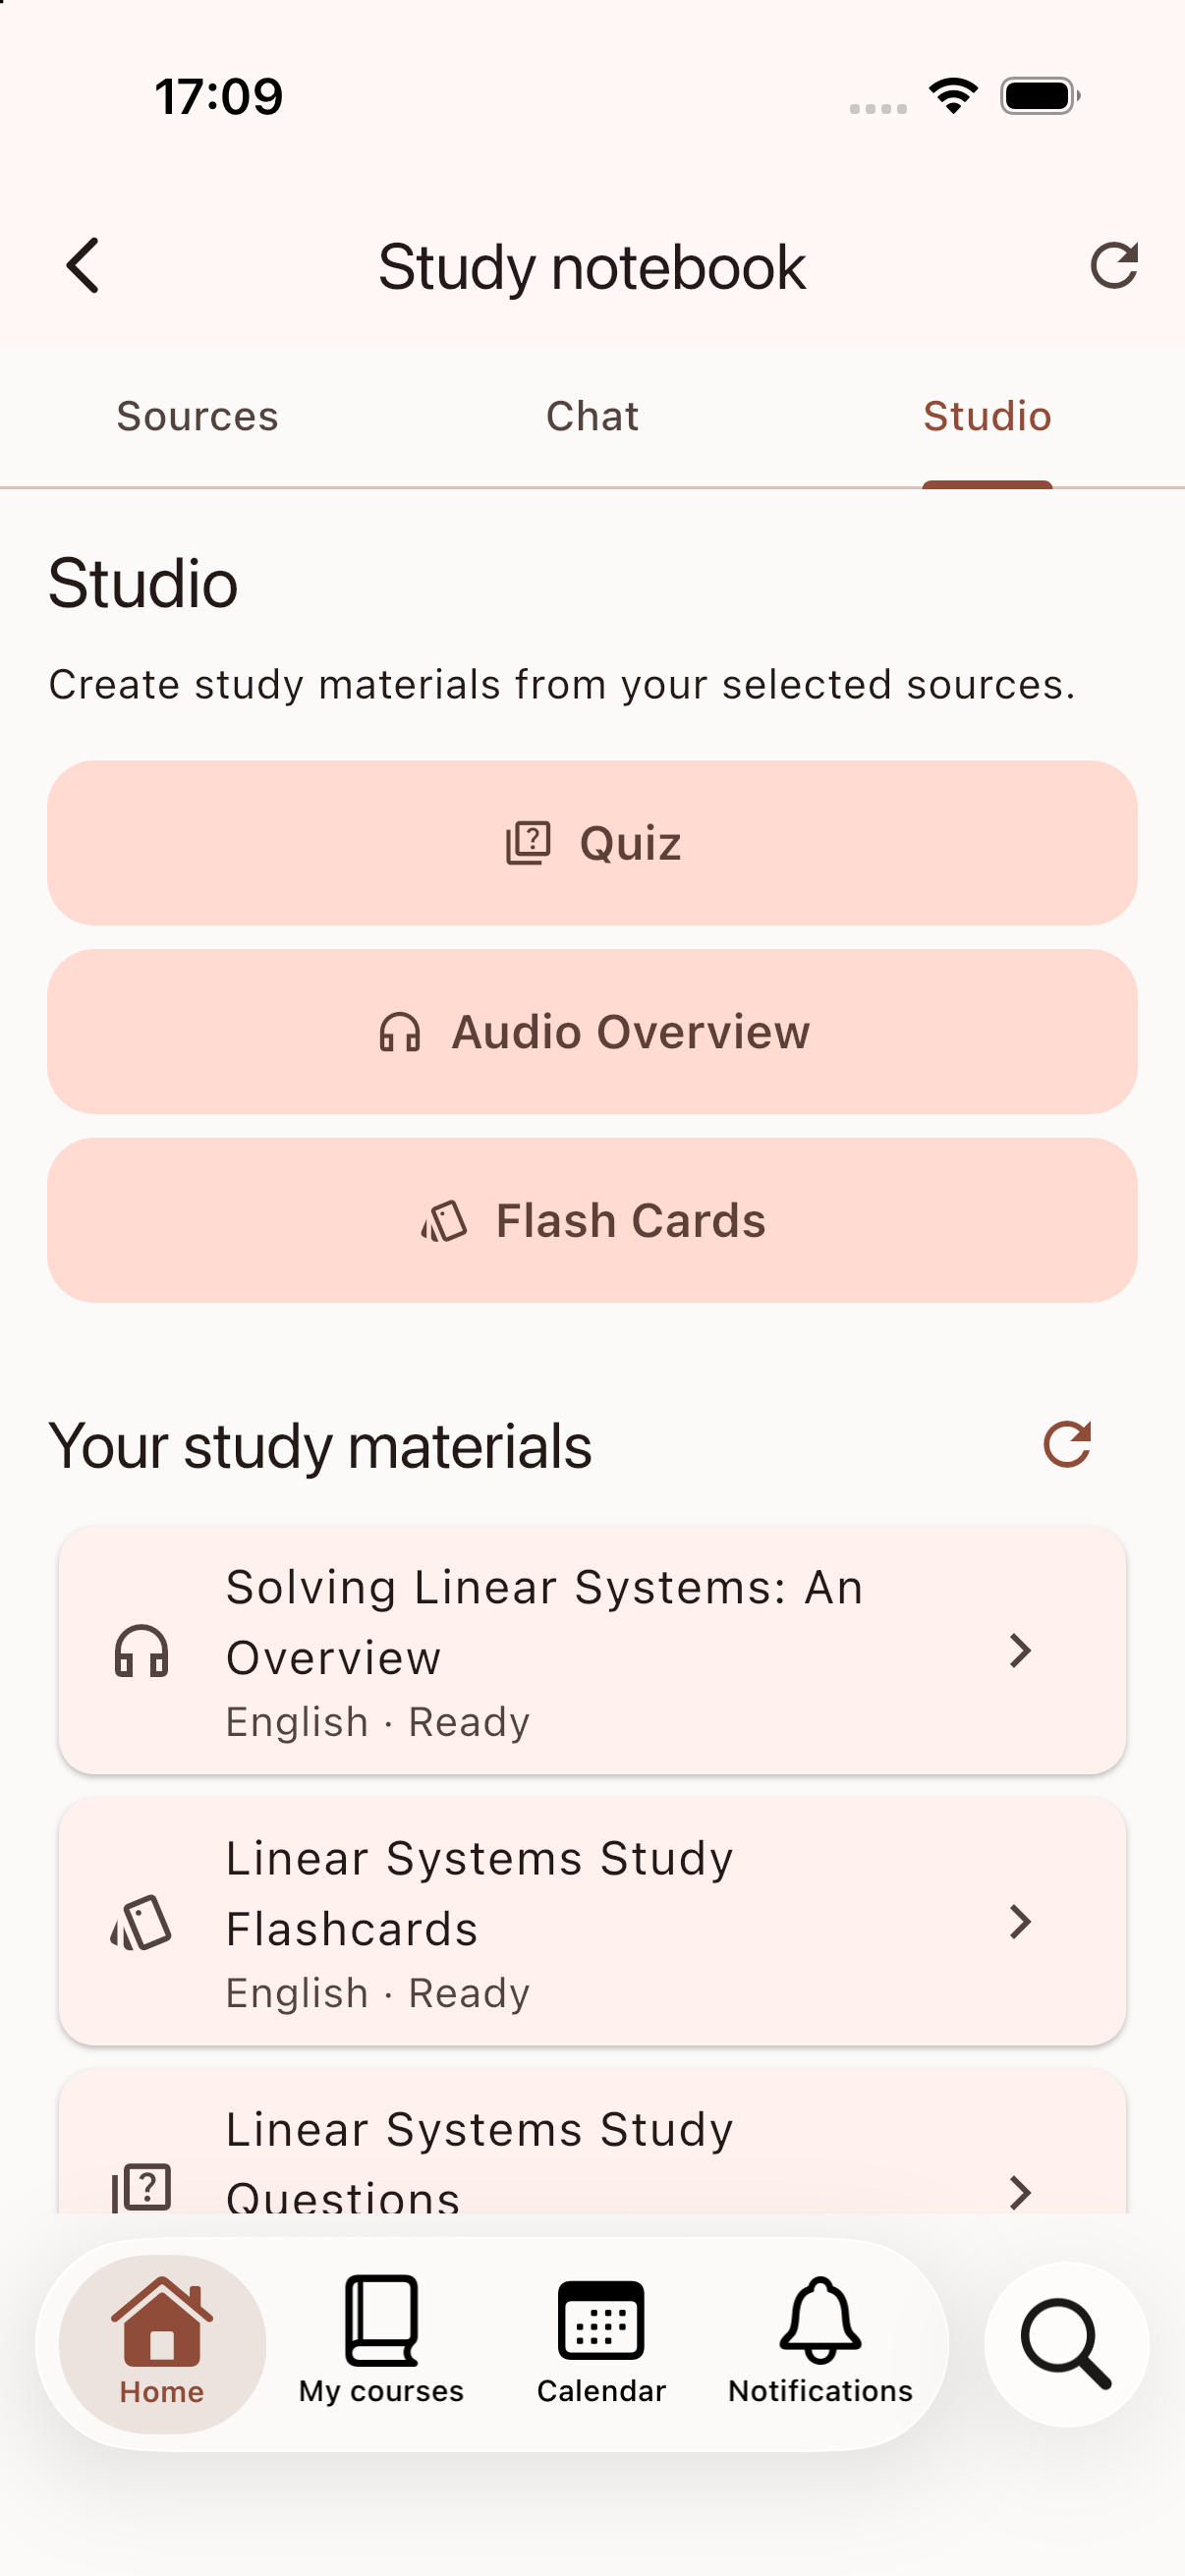 17:09
Study notebook
Sources
Chat
Studio
Studio
Create study materials from your selected sources.
Quiz
Audio Overview
Flash Cards
Your study materials
Solving Linear Systems: An
Overview
English · Ready
Linear Systems Study
Flashcards
English · Ready
Linear Systems Study
Questions
Home
My courses
Calendar
Notifications